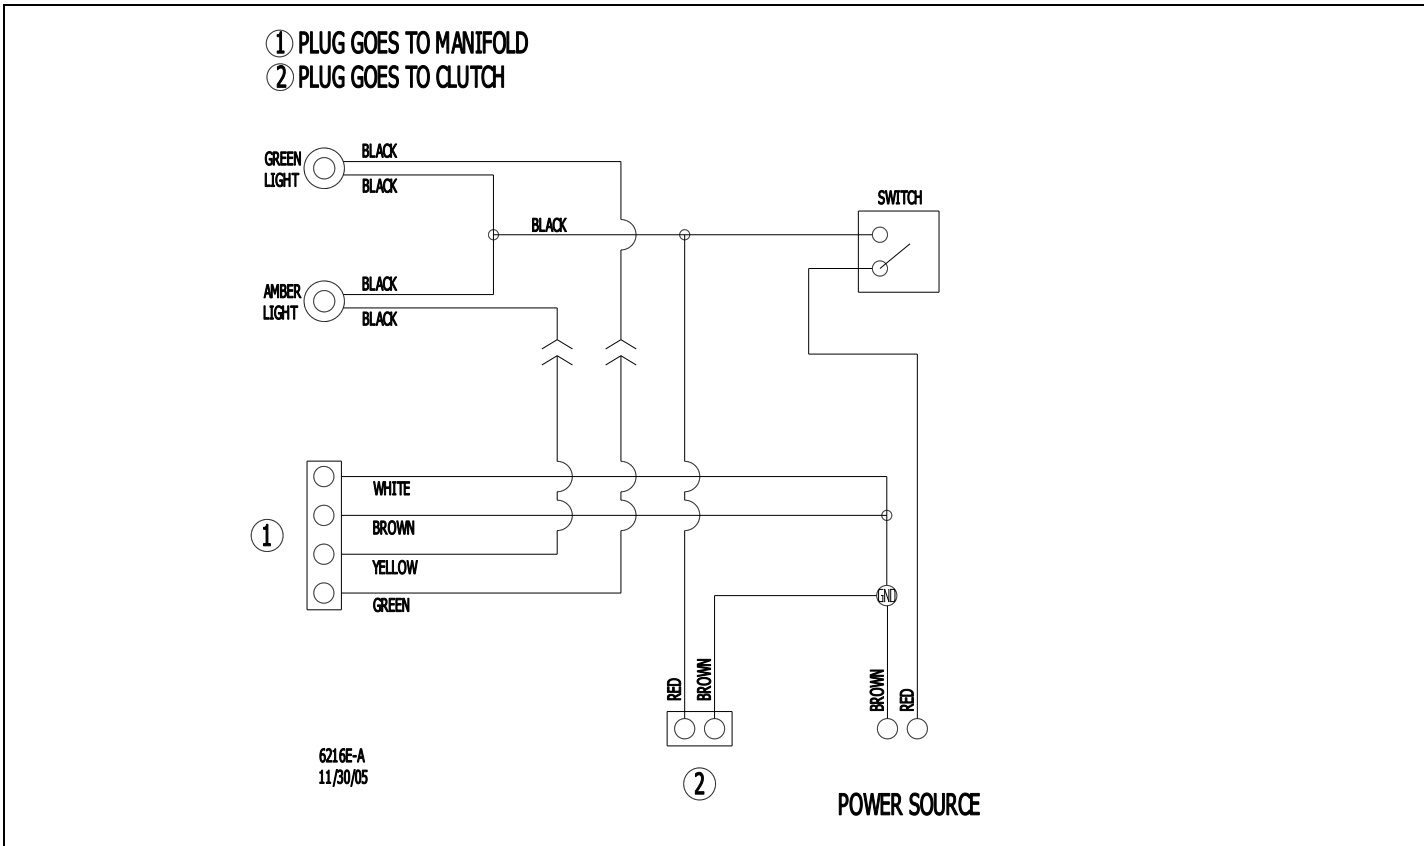 1 PLUG GOES TO MANIFOLD
2 PLUG GOES TO CLUTCH
GREEN
LIGHT
BLACK
BLACK
BLACK
SWITCH
AMBER
LIGHT
BLACK
BLACK
1
WHITE
BROWN
YELLOW
GREEN
GND
RED
BROWN
BROWN
RED
6216E-A
11/30/05
2
POWER SOURCE